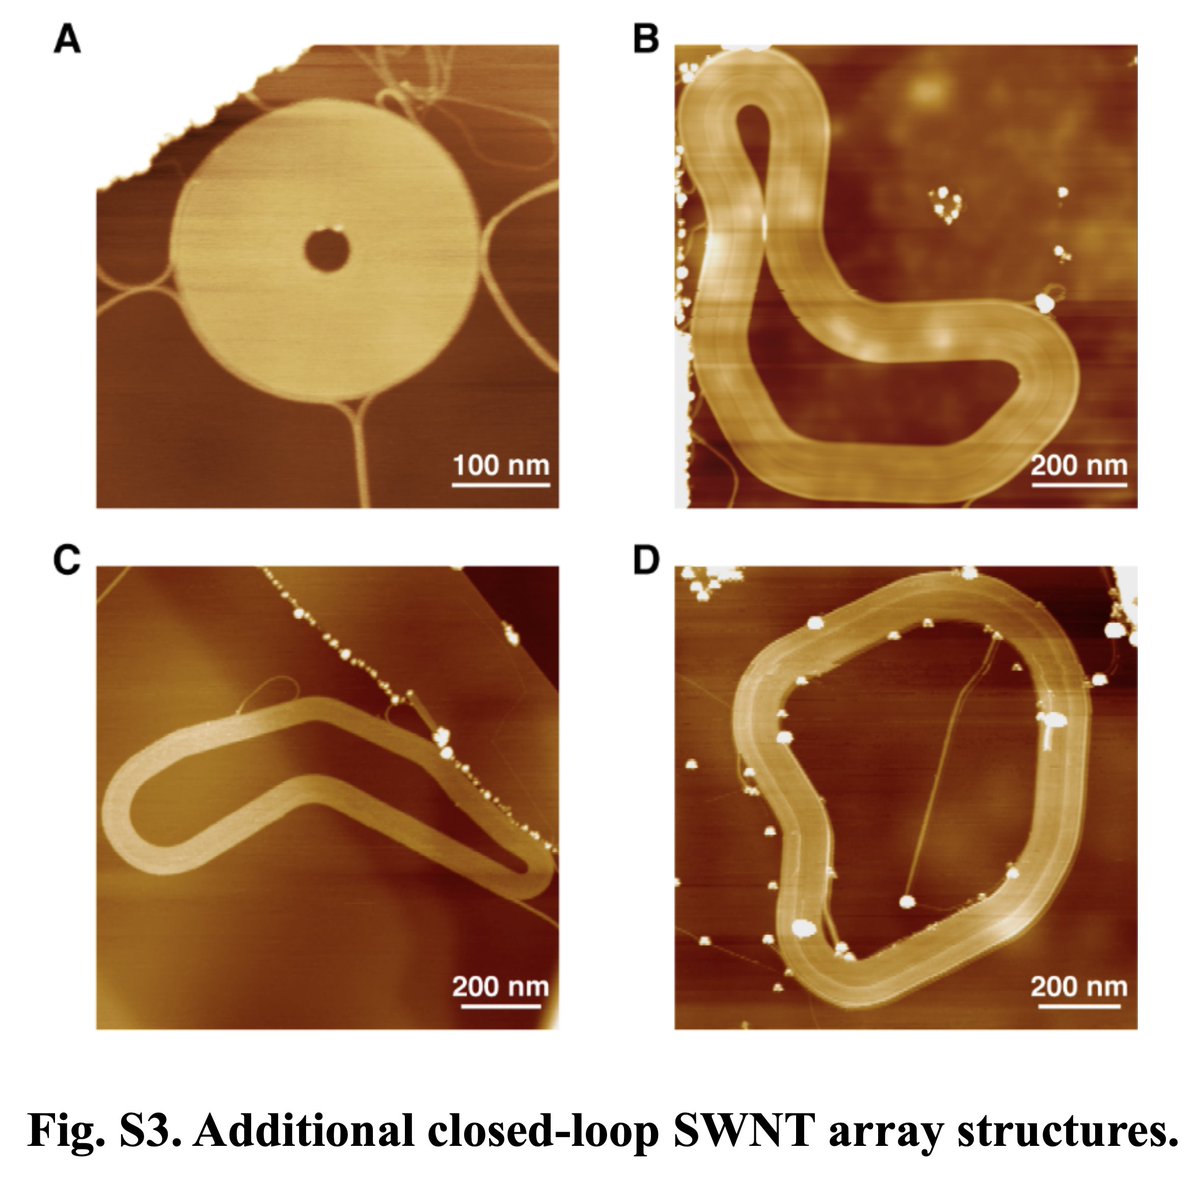 A
B
100 nm
200 nm
C
D
200 nm
200 nm
Fig. S3. Additional closed-loop SWNT array structures.